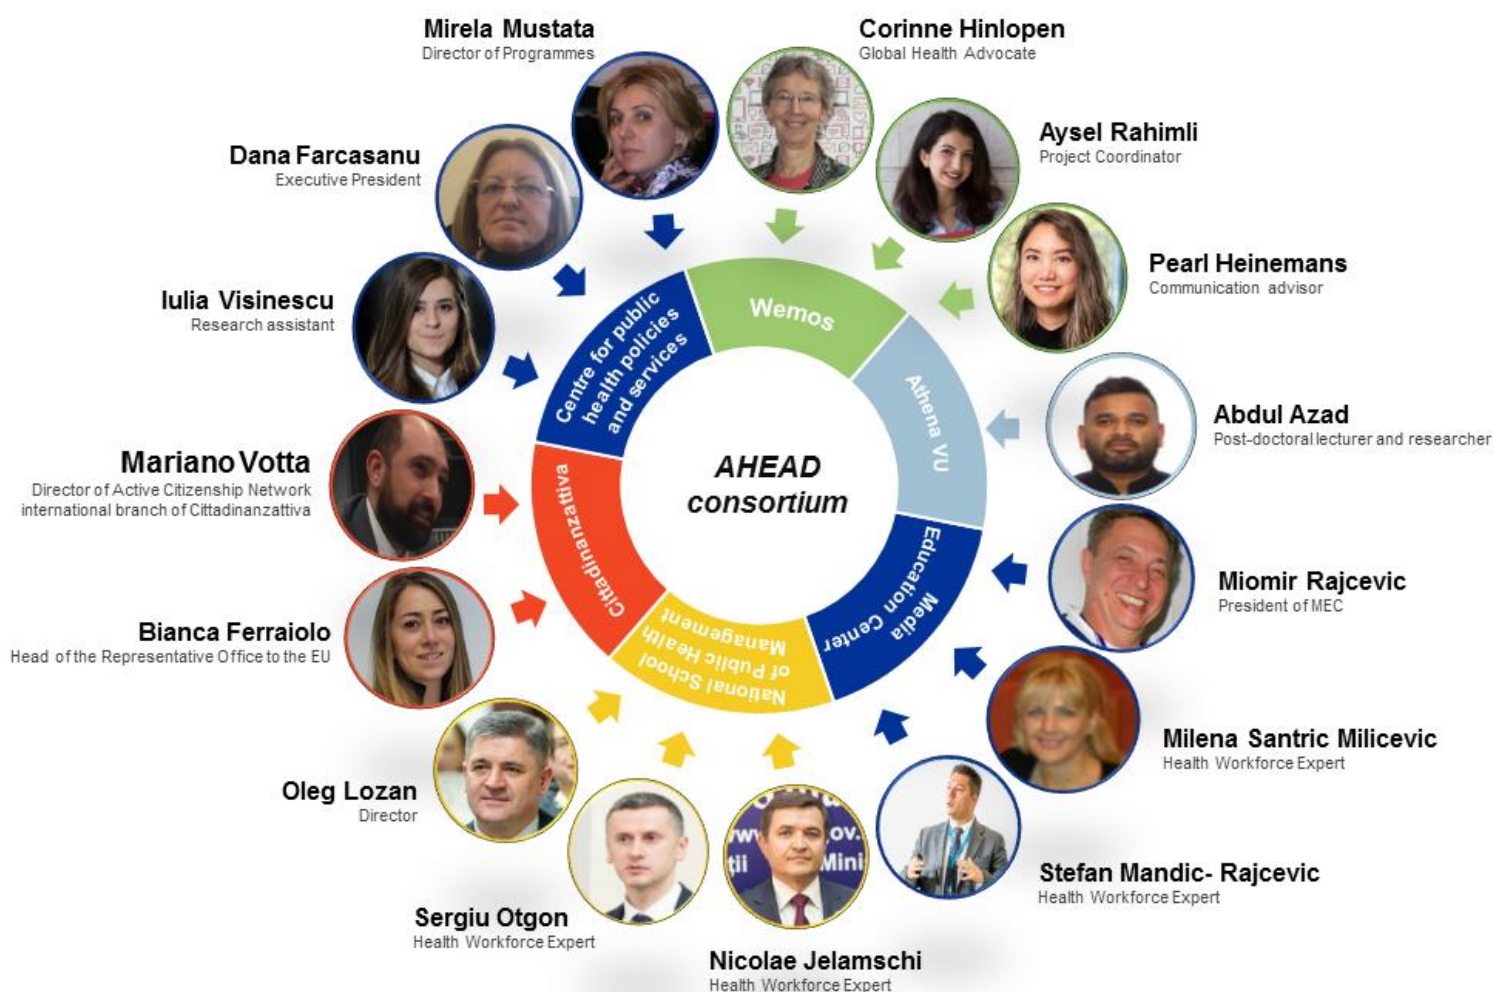 Mirela Mustata
Director of Programmes
Corinne Hinlopen
Global Health Advocate
Dana Farcasanu
Executive President
Aysel Rahimli
Project Coordinator
Iulia Visinescu
Research assistant
Pearl Heinemans
Communication advisor
Mariano Votta
Director of Active Citizenship Network
international branch of Cittadinanzattiva
Abdul Azad
Post-doctoral lecturer and researcher
Bianca Ferraiolo
Head of the Representative Office to the EU
Miomir Rajcevic
President of MEC
Oleg Lozan
Director
Milena Santric Milicevic
Health Workforce Expert
Sergiu Otgon
Health Workforce Expert
Stefan Mandic- Rajcevic
Health Workforce Expert
Nicolae Jelamschi
Health Workforce Expert
AHEAD
consortium
Centre for public
health policies
and services
Wemos
Athena VU
Media
Education Center
National School
of Public Health
Management
Cittadinanzattiva
ov.
Mini
ții